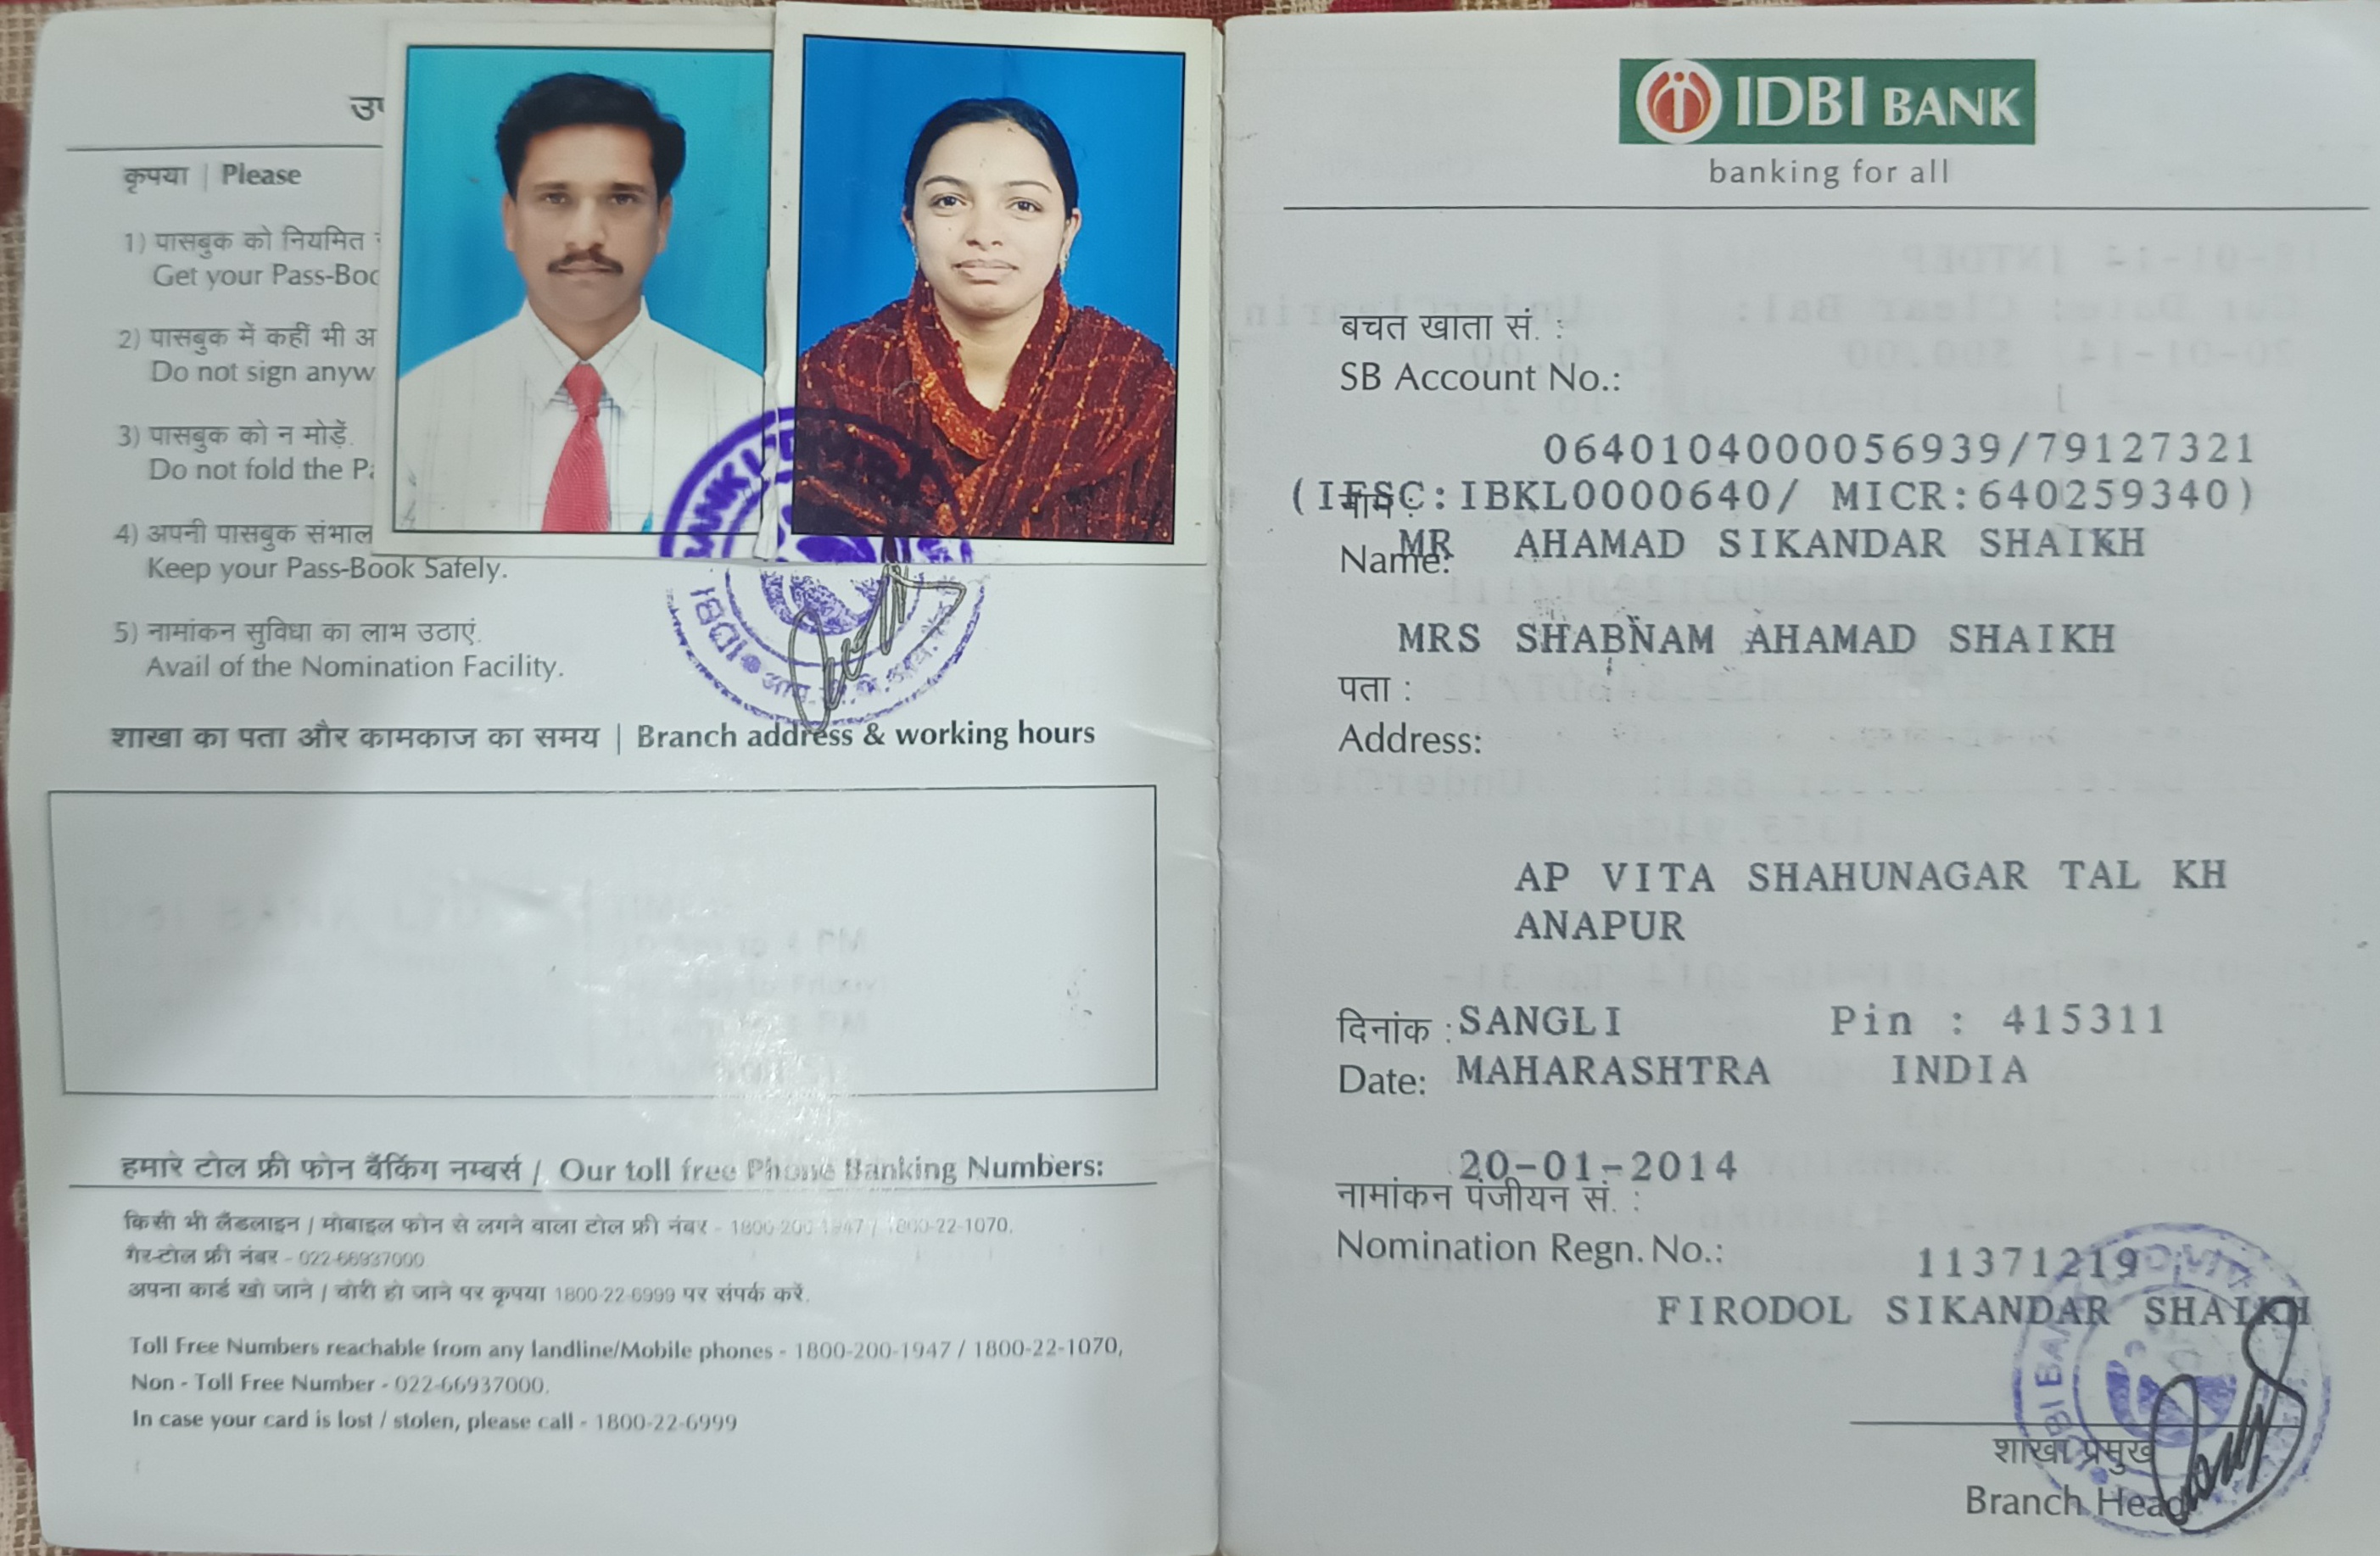 कृपया | Please
1) पासबुक को नियमित
Get your Pass-Boo
2) पासबुक में कहीं भी अ
Do not sign anyw
3) पासबुक को न मोड़ें.
Do not fold the Pa
4) अपनी पासबुक संभाल
Keep your Pass-Book Safely.
5) नामांकन सुविधा का लाभ उठाएं.
Avail of the Nomination Facility.
शाखा का पता और कामकाज का समय | Branch address & working hours
हमारे टोल फ्री फोन बैंकिंग नम्बर्स / Our toll free Phone Banking Numbers:
किसी भी लैंडलाइन / मोबाइल फोन से लगने वाला टोल फ्री नंबर - 1800-200-1947 / 1800-22-1070.
गैर-टोल फ्री नंबर - 022-66937000
अपना कार्ड खो जाने / चोरी हो जाने पर कृपया 1800-22-6999 पर संपर्क करें.
Toll Free Numbers reachable from any landline/Mobile phones - 1800-200-1947 / 1800-22-1070,
Non - Toll Free Number - 022-66937000.
In case your card is lost / stolen, please call - 1800-22-6999
IDBI BANK
banking for all
बचत खाता सं. :
SB Account No.:
0640104000056939/79127321
(IFSC:IBKL0000640/ MICR:640259340)
नाम :
Name: MR AHAMAD SIKANDAR SHAIKH
MRS SHABNAM AHAMAD SHAIKH
पता :
Address:
AP VITA SHAHUNAGAR TAL KH
ANAPUR
दिनांक : SANGLI Pin : 415311
Date: MAHARASHTRA INDIA
20-01-2014
नामांकन पंजीयन सं. :
Nomination Regn. No.:
11371219
FIRODOL SIKANDAR SHAIKH
शाखा प्रमुख
Branch Head